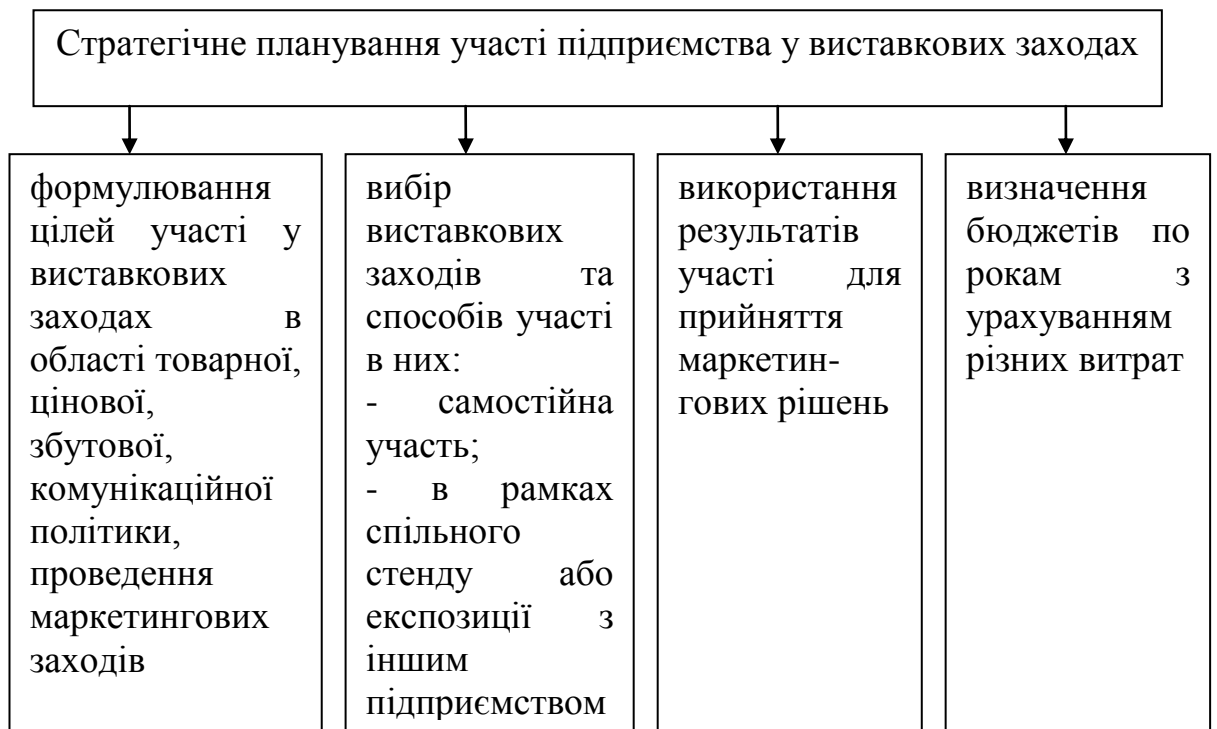 Стратегічне планування участі підприємства у виставкових заходах
формулювання
цілей участі у
виставкових
заходах в
області товарної,
цінової,
збутової,
комунікаційної
політики,
проведення
маркетингових
заходів
вибір
виставкових
заходів та
способів участі
в них:
- самостійна
участь;
- в рамках
спільного
стенду або
експозиції з
іншим
підприємством
використання
результатів
участі для
прийняття
маркетин-
гових рішень
визначення
бюджетів по
рокам з
урахуванням
різних витрат